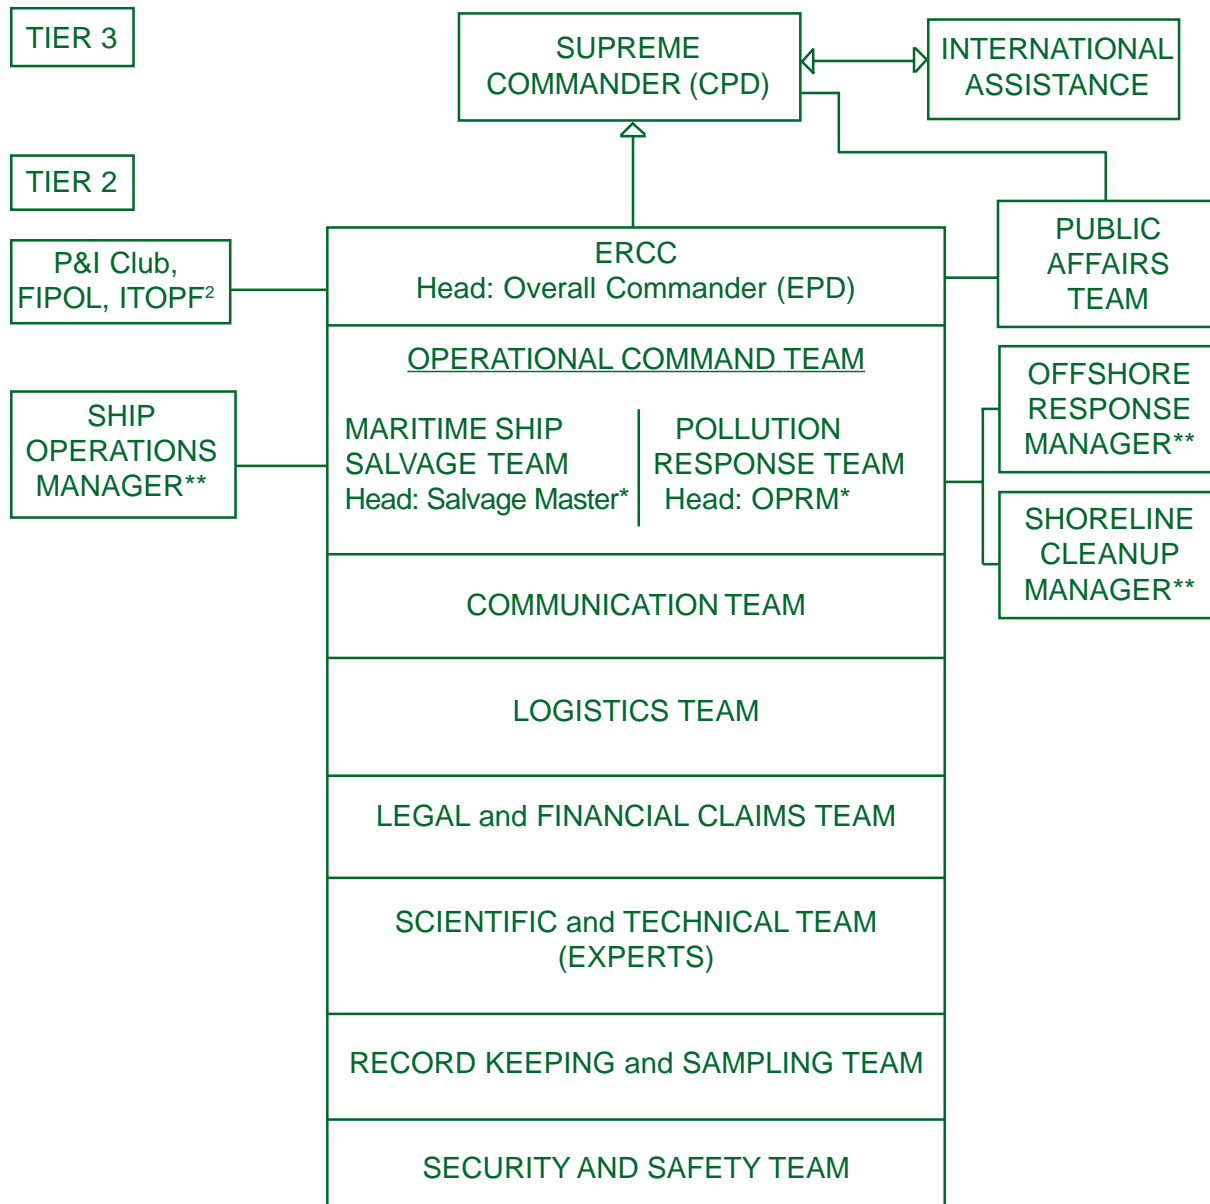 TIER 3
SUPREME
COMMANDER (CPD)
INTERNATIONAL
ASSISTANCE
TIER 2
P&I Club,
FIPOL, ITOPF²
ERCC
Head: Overall Commander (EPD)
PUBLIC
AFFAIRS
TEAM
SHIP
OPERATIONS
MANAGER**
OPERATIONAL COMMAND TEAM
MARITIME SHIP
SALVAGE TEAM
Head: Salvage Master*
POLLUTION
RESPONSE TEAM
Head: OPRM*
OFFSHORE
RESPONSE
MANAGER**
SHORELINE
CLEANUP
MANAGER**
COMMUNICATION TEAM
LOGISTICS TEAM
LEGAL and FINANCIAL CLAIMS TEAM
SCIENTIFIC and TECHNICAL TEAM
(EXPERTS)
RECORD KEEPING and SAMPLING TEAM
SECURITY AND SAFETY TEAM